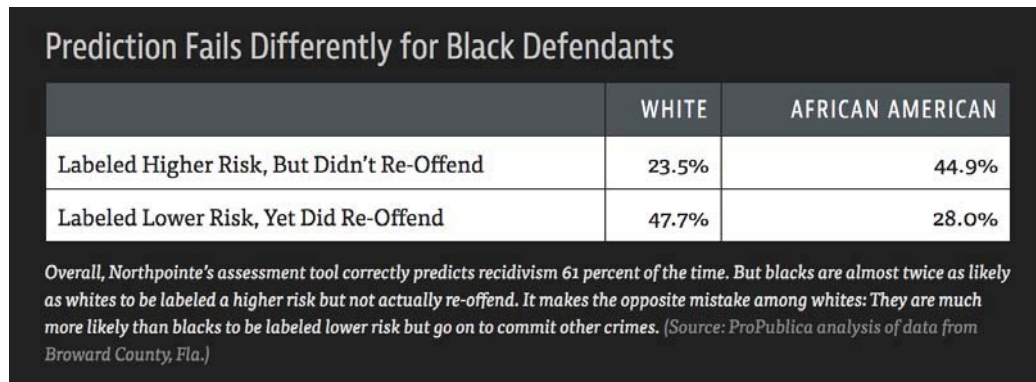 Prediction Fails Differently for Black Defendants
WHITE AFRICAN AMERICAN
Labeled Higher Risk, But Didn’t Re-Offend 23.5% 44.9%
Labeled Lower Risk, Yet Did Re-Offend 47.7% 28.0%
Overall, Northpointe’s assessment tool correctly predicts recidivism 61 percent of the time. But blacks are almost twice as likely
as whites to be labeled a higher risk but not actually re-offend. It makes the opposite mistake among whites: They are much
more likely than blacks to be labeled lower risk but go on to commit other crimes. (Source: ProPublica analysis of data from
Broward County, Fla.)